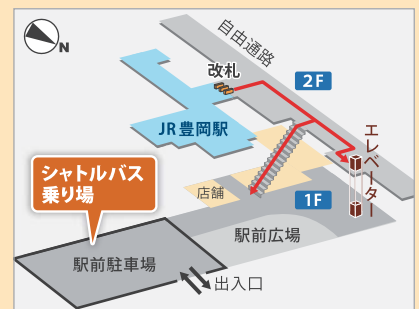 N
自由通路
改札
2F
JR豊岡駅
エレベーター
シャトルバス
乗り場
店舗
1F
駅前広場
駅前駐車場
出入口